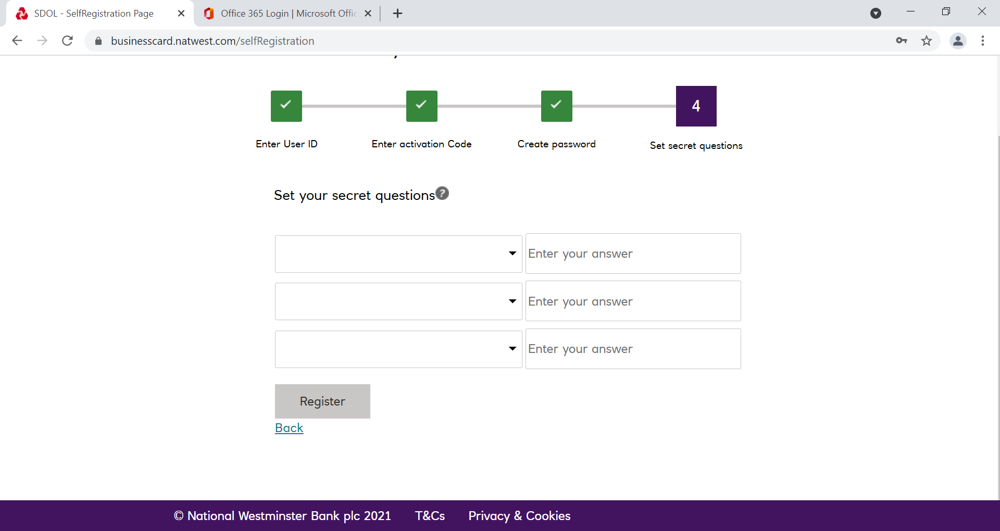 SDOL - SelfRegistration Page
Office 365 Login | Microsoft Offic
businesscard.natwest.com/selfRegistration
4
Enter User ID
Enter activation Code
Create password
Set secret questions
Set your secret questions?
Enter your answer
Enter your answer
Enter your answer
Register
Back
© National Westminster Bank plc 2021 T&Cs Privacy & Cookies